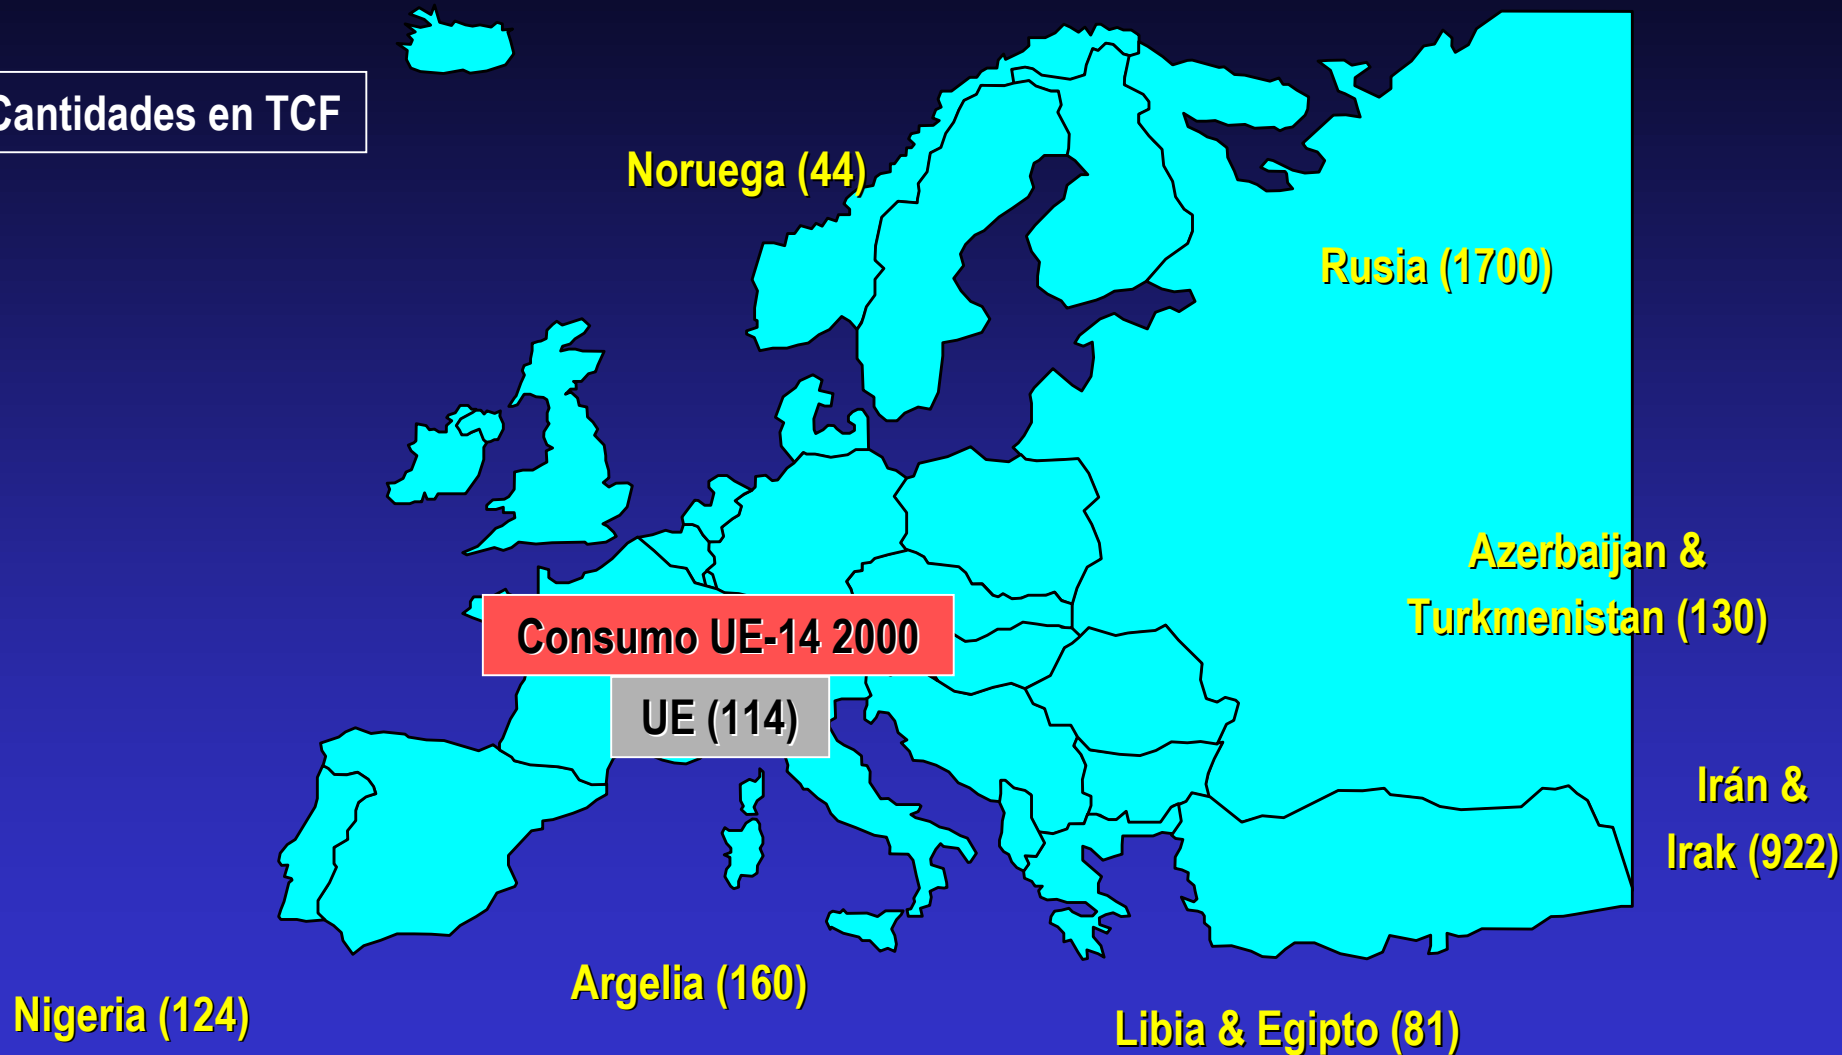 Cantidades en TCF
Noruega (44)
Rusia (1700)
Azerbaijan &
Turkmenistan (130)
Consumo UE-14 2000
UE (114)
Irán &
Irak (922)
Argelia (160)
Nigeria (124)
Libia & Egipto (81)